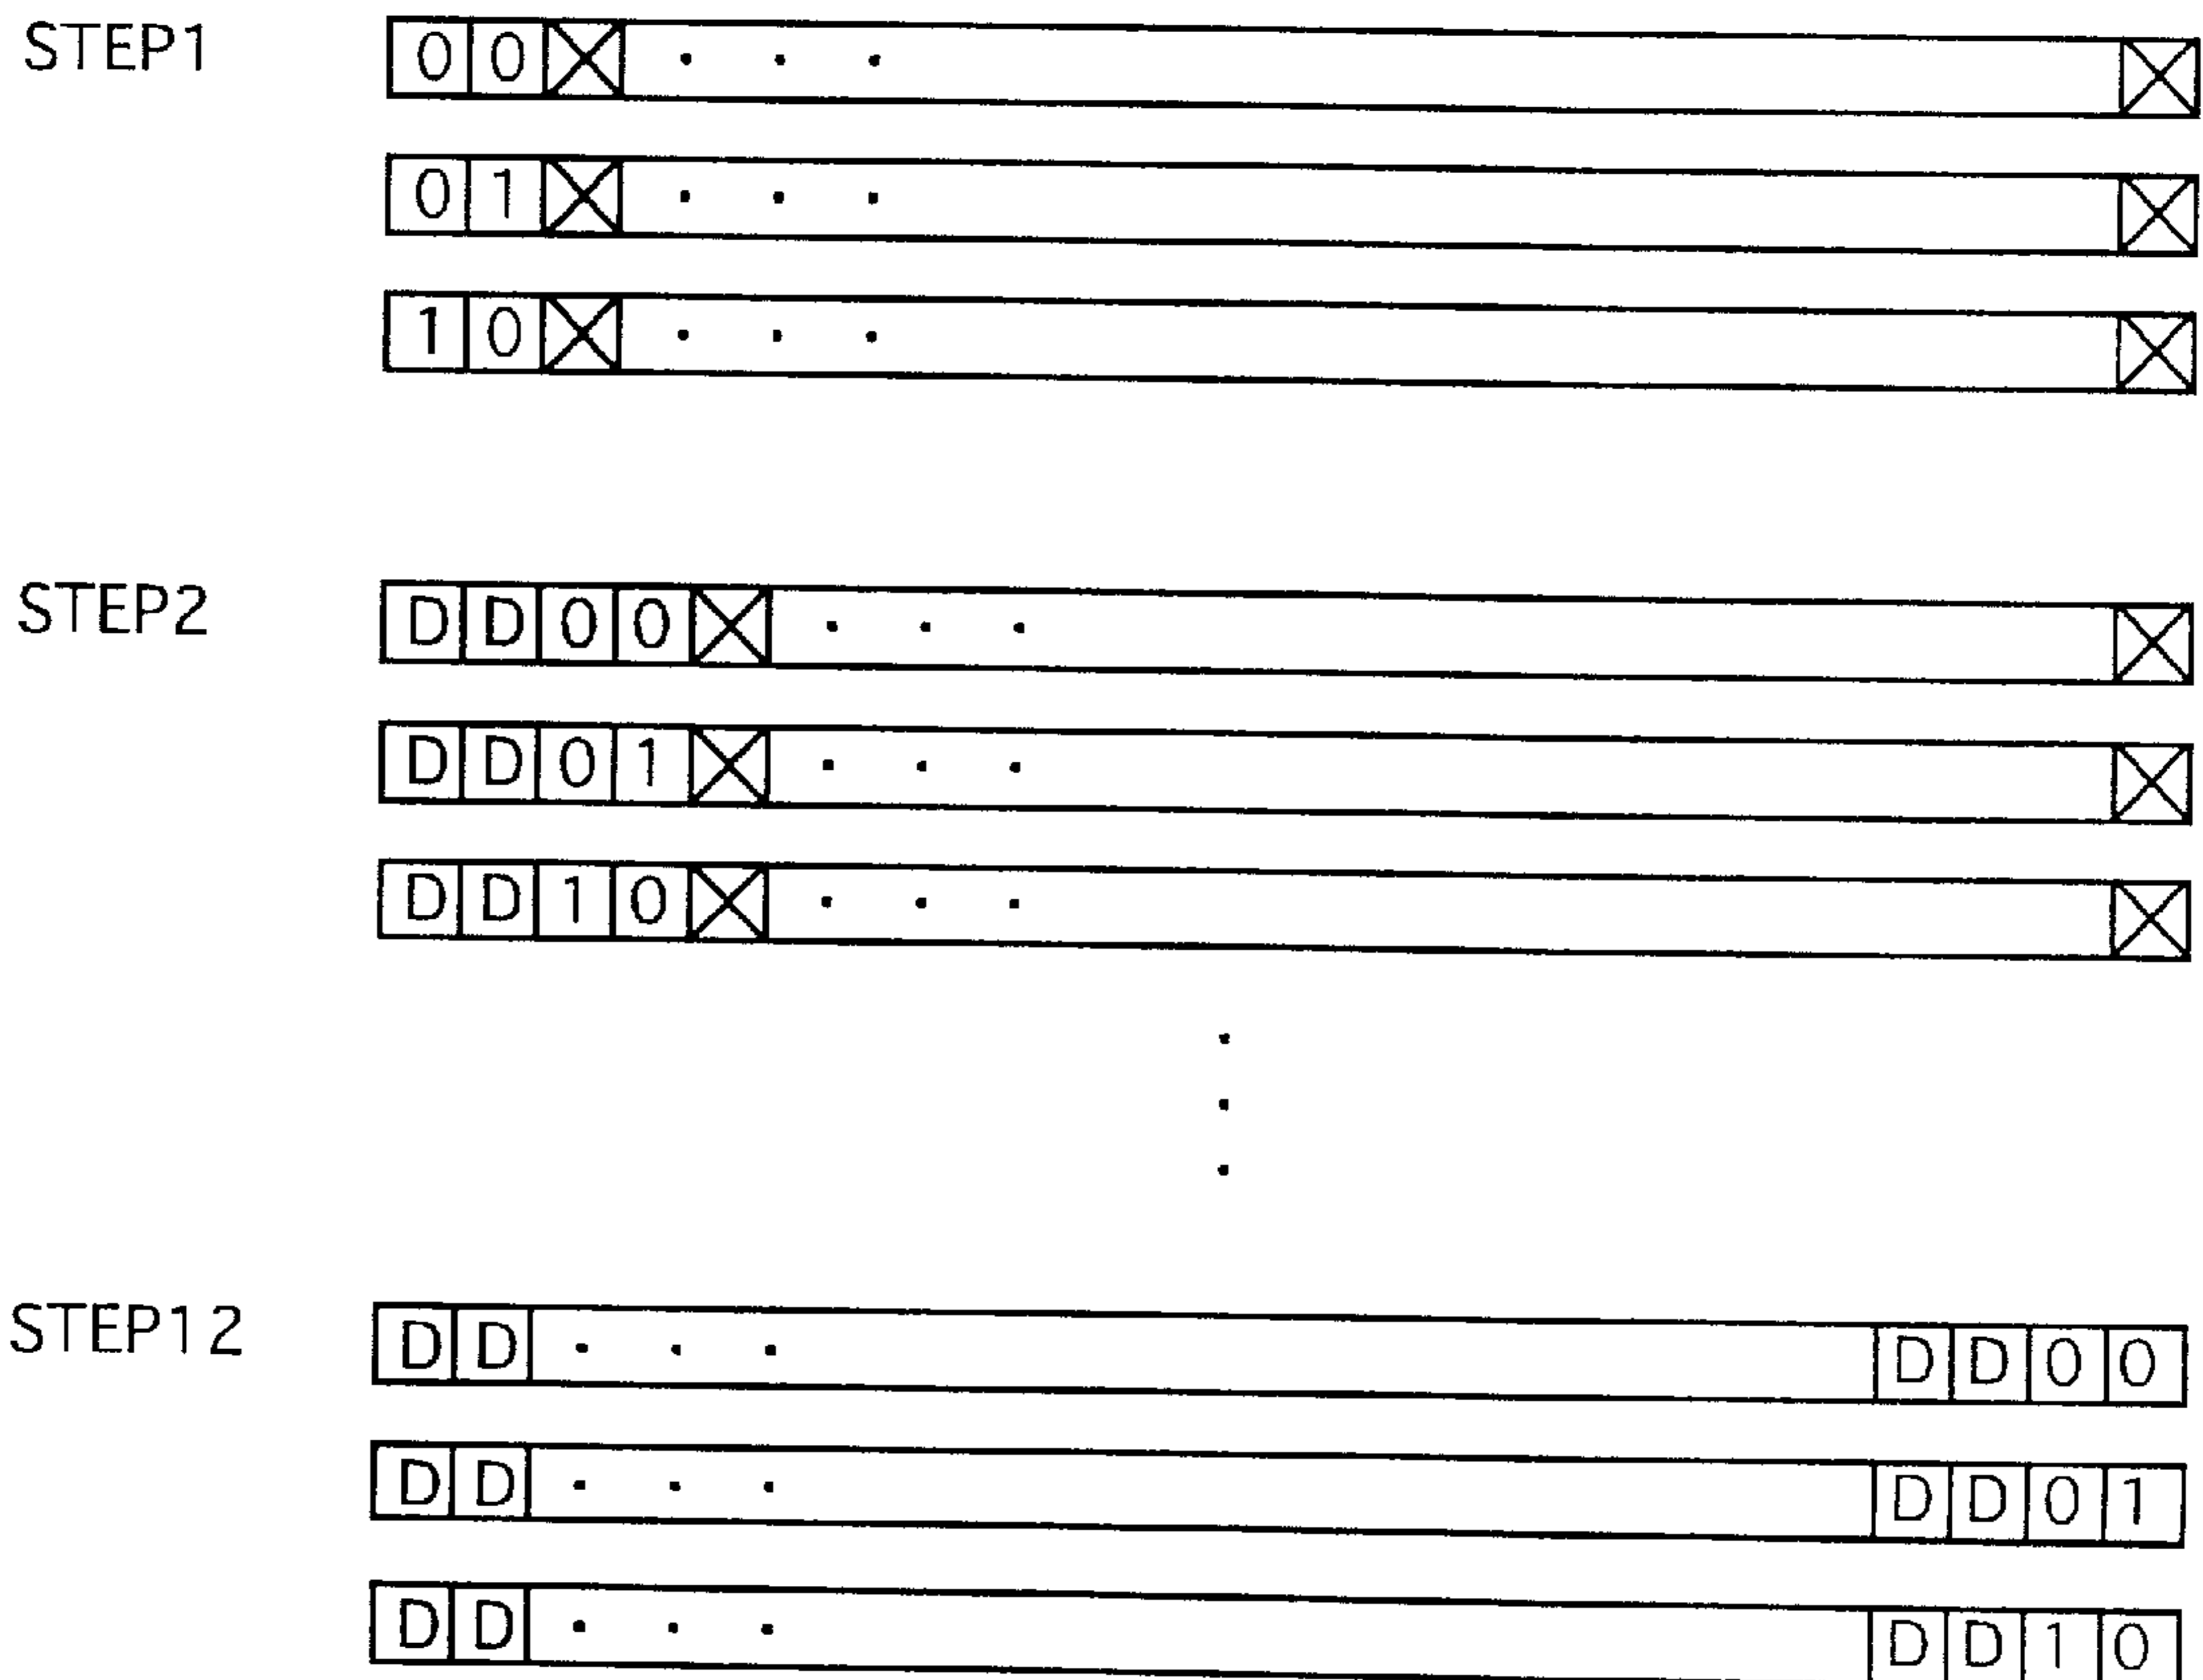 STEP1 0 0 · · ·
0 1 · · ·
1 0 · · ·
STEP2 D D 0 0 · · ·
D D 0 1 · · ·
D D 1 0 · · ·
STEP12 D D · · · D D 0 0
D D · · · D D 0 1
D D · · · D D 1 0